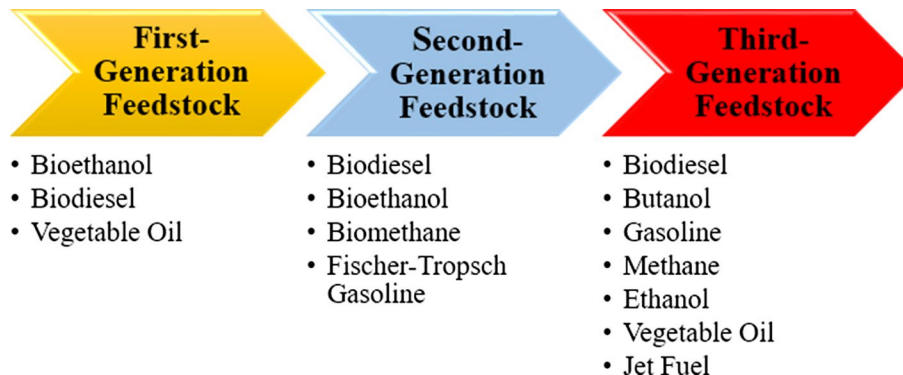 First-
Generation
Feedstock
• Bioethanol
• Biodiesel
• Vegetable Oil
Second-
Generation
Feedstock
• Biodiesel
• Bioethanol
• Biomethane
• Fischer-Tropsch
Gasoline
Third-
Generation
Feedstock
• Biodiesel
• Butanol
• Gasoline
• Methane
• Ethanol
• Vegetable Oil
• Jet Fuel